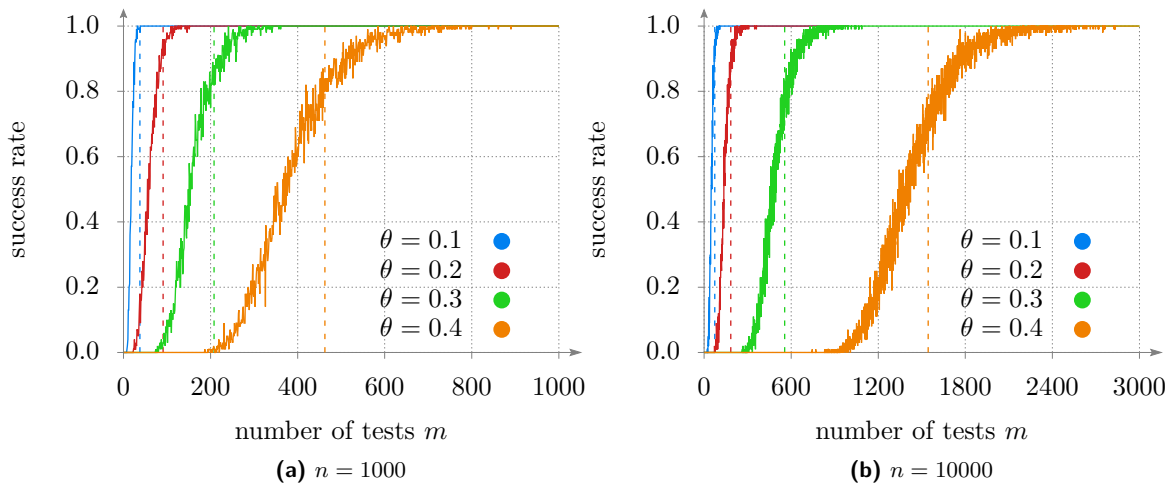 success rate
1.0
0.8
0.6
0.4
0.2
0.0
θ = 0.1
θ = 0.2
θ = 0.3
θ = 0.4
0 200 400 600 800 1000
number of tests m
(a) n = 1000
success rate
1.0
0.8
0.6
0.4
0.2
0.0
θ = 0.1
θ = 0.2
θ = 0.3
θ = 0.4
0 600 1200 1800 2400 3000
number of tests m
(b) n = 10000